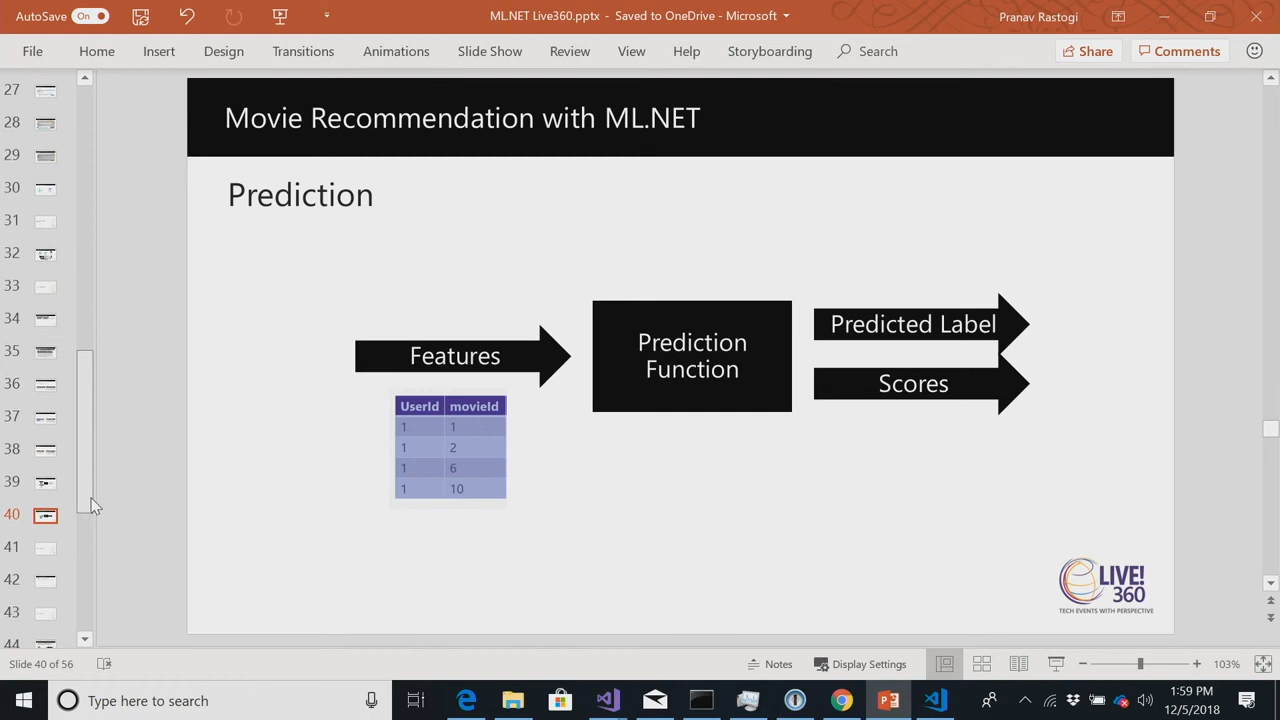 AutoSave On
ML.NET Live360.pptx - Saved to OneDrive - Microsoft
Pranav Rastogi
File Home Insert Design Transitions Animations Slide Show Review View Help Storyboarding Search Share Comments
27
28
29
30
31
32
33
34
35
36
37
38
39
40
41
42
43
44
Movie Recommendation with ML.NET
Prediction
Features
UserId movieId
1 1
1 2
1 6
1 10
Prediction
Function
Predicted Label
Scores
LIVE!
360
TECH EVENTS WITH PERSPECTIVE
Slide 40 of 56 Notes Display Settings 103%
Type here to search
1:59 PM
12/5/2018